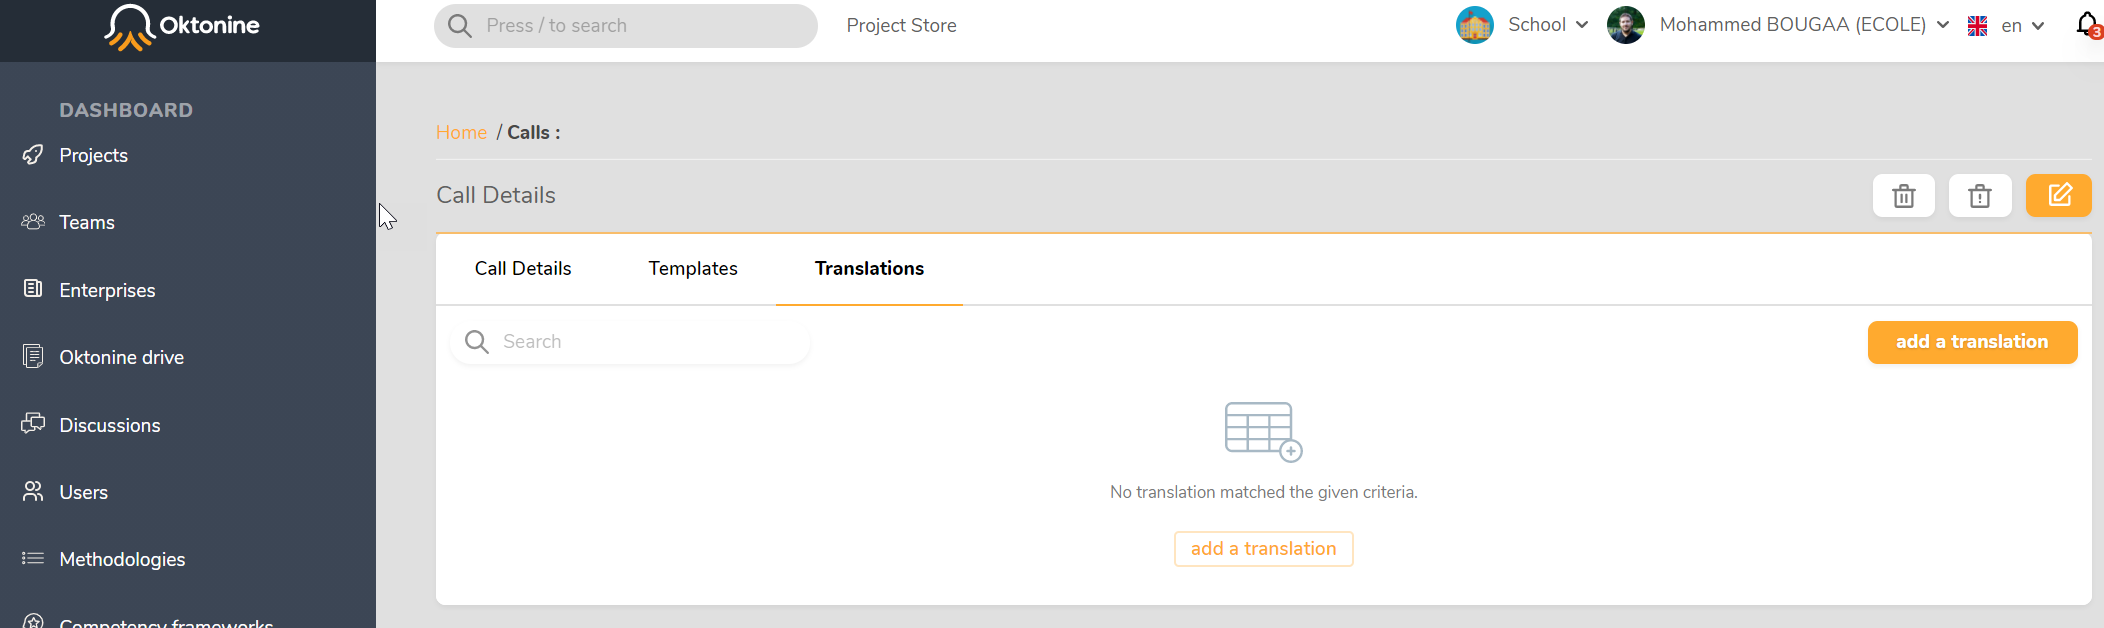 Oktonine
Press / to search
Project Store
School
Mohammed BOUGAA (ECOLE)
en
3
DASHBOARD
Projects
Teams
Enterprises
Oktonine drive
Discussions
Users
Methodologies
Competency frameworks
Home / Calls :
Call Details
Call Details
Templates
Translations
Search
add a translation
No translation matched the given criteria.
add a translation